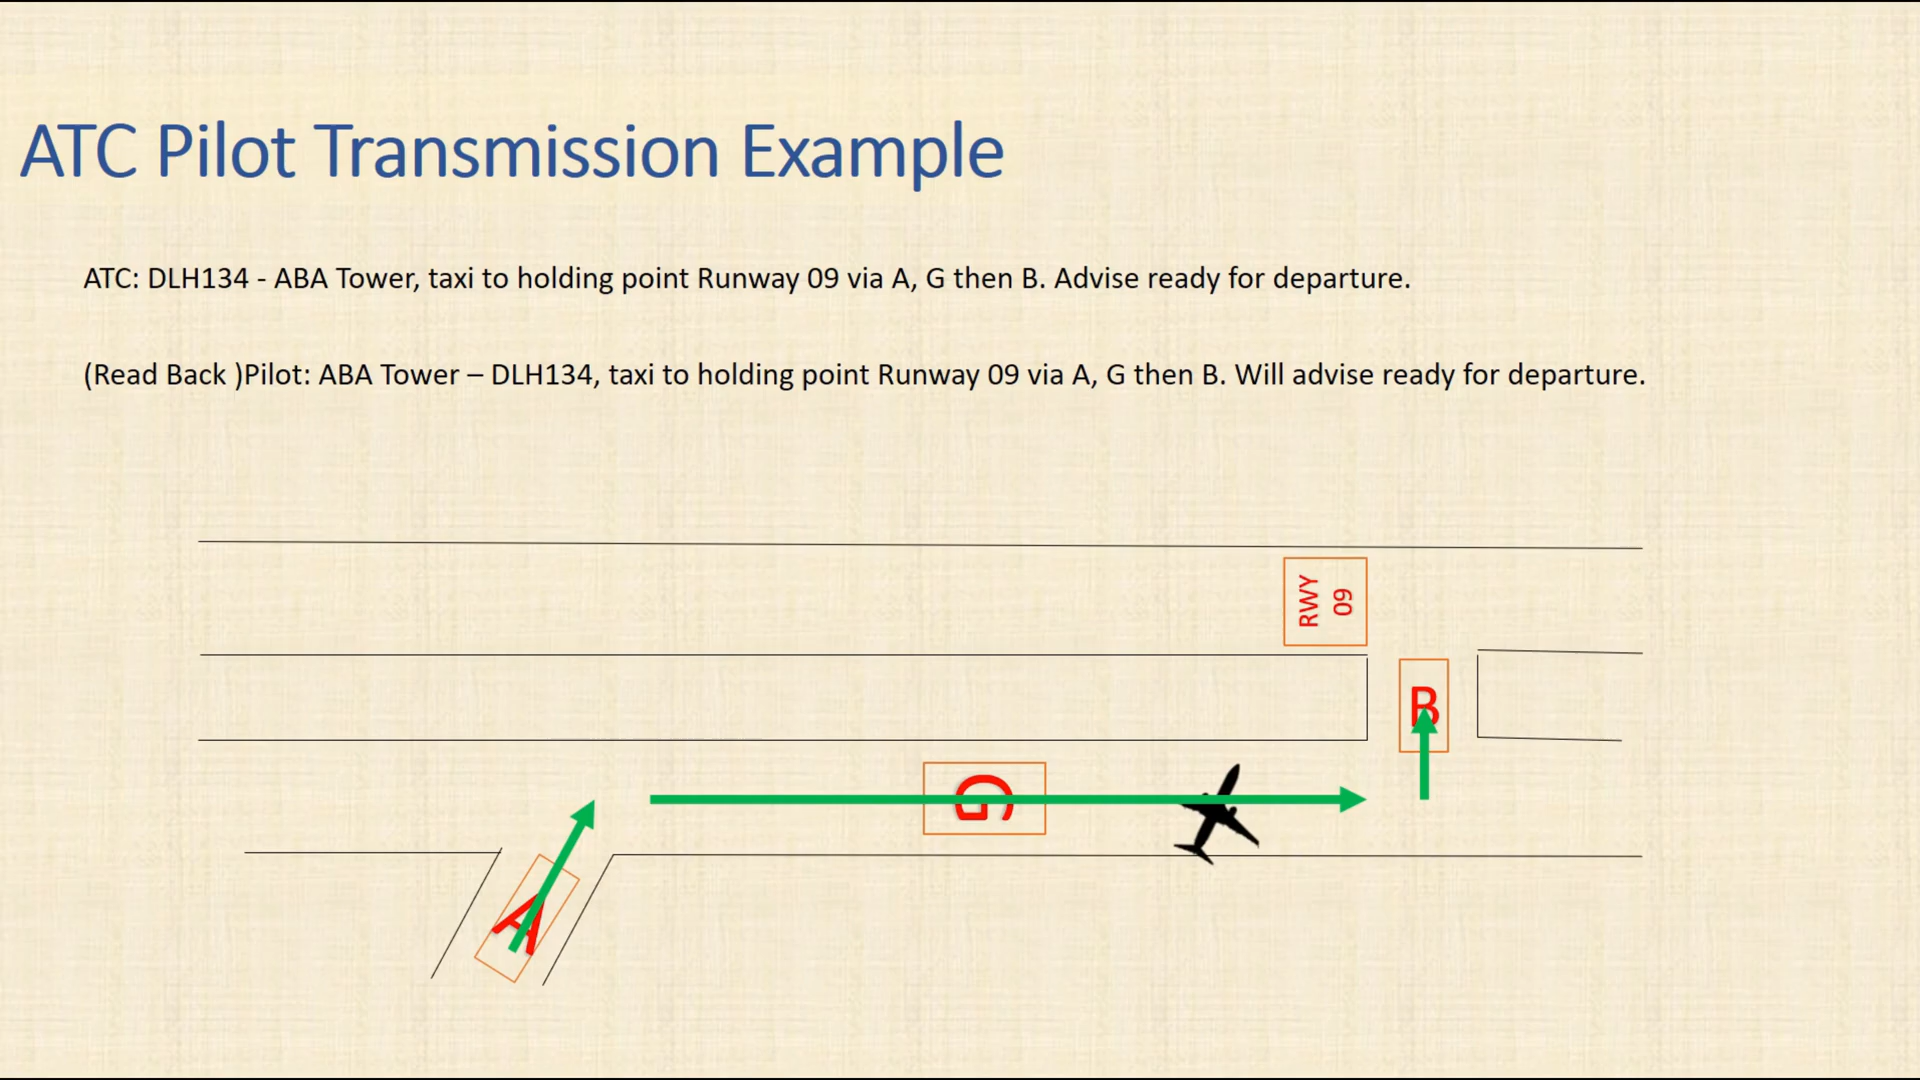 ATC Pilot Transmission Example
ATC: DLH134 - ABA Tower, taxi to holding point Runway 09 via A, G then B. Advise ready for departure.
(Read Back )Pilot: ABA Tower – DLH134, taxi to holding point Runway 09 via A, G then B. Will advise ready for departure.
RWY
09
B
G
A